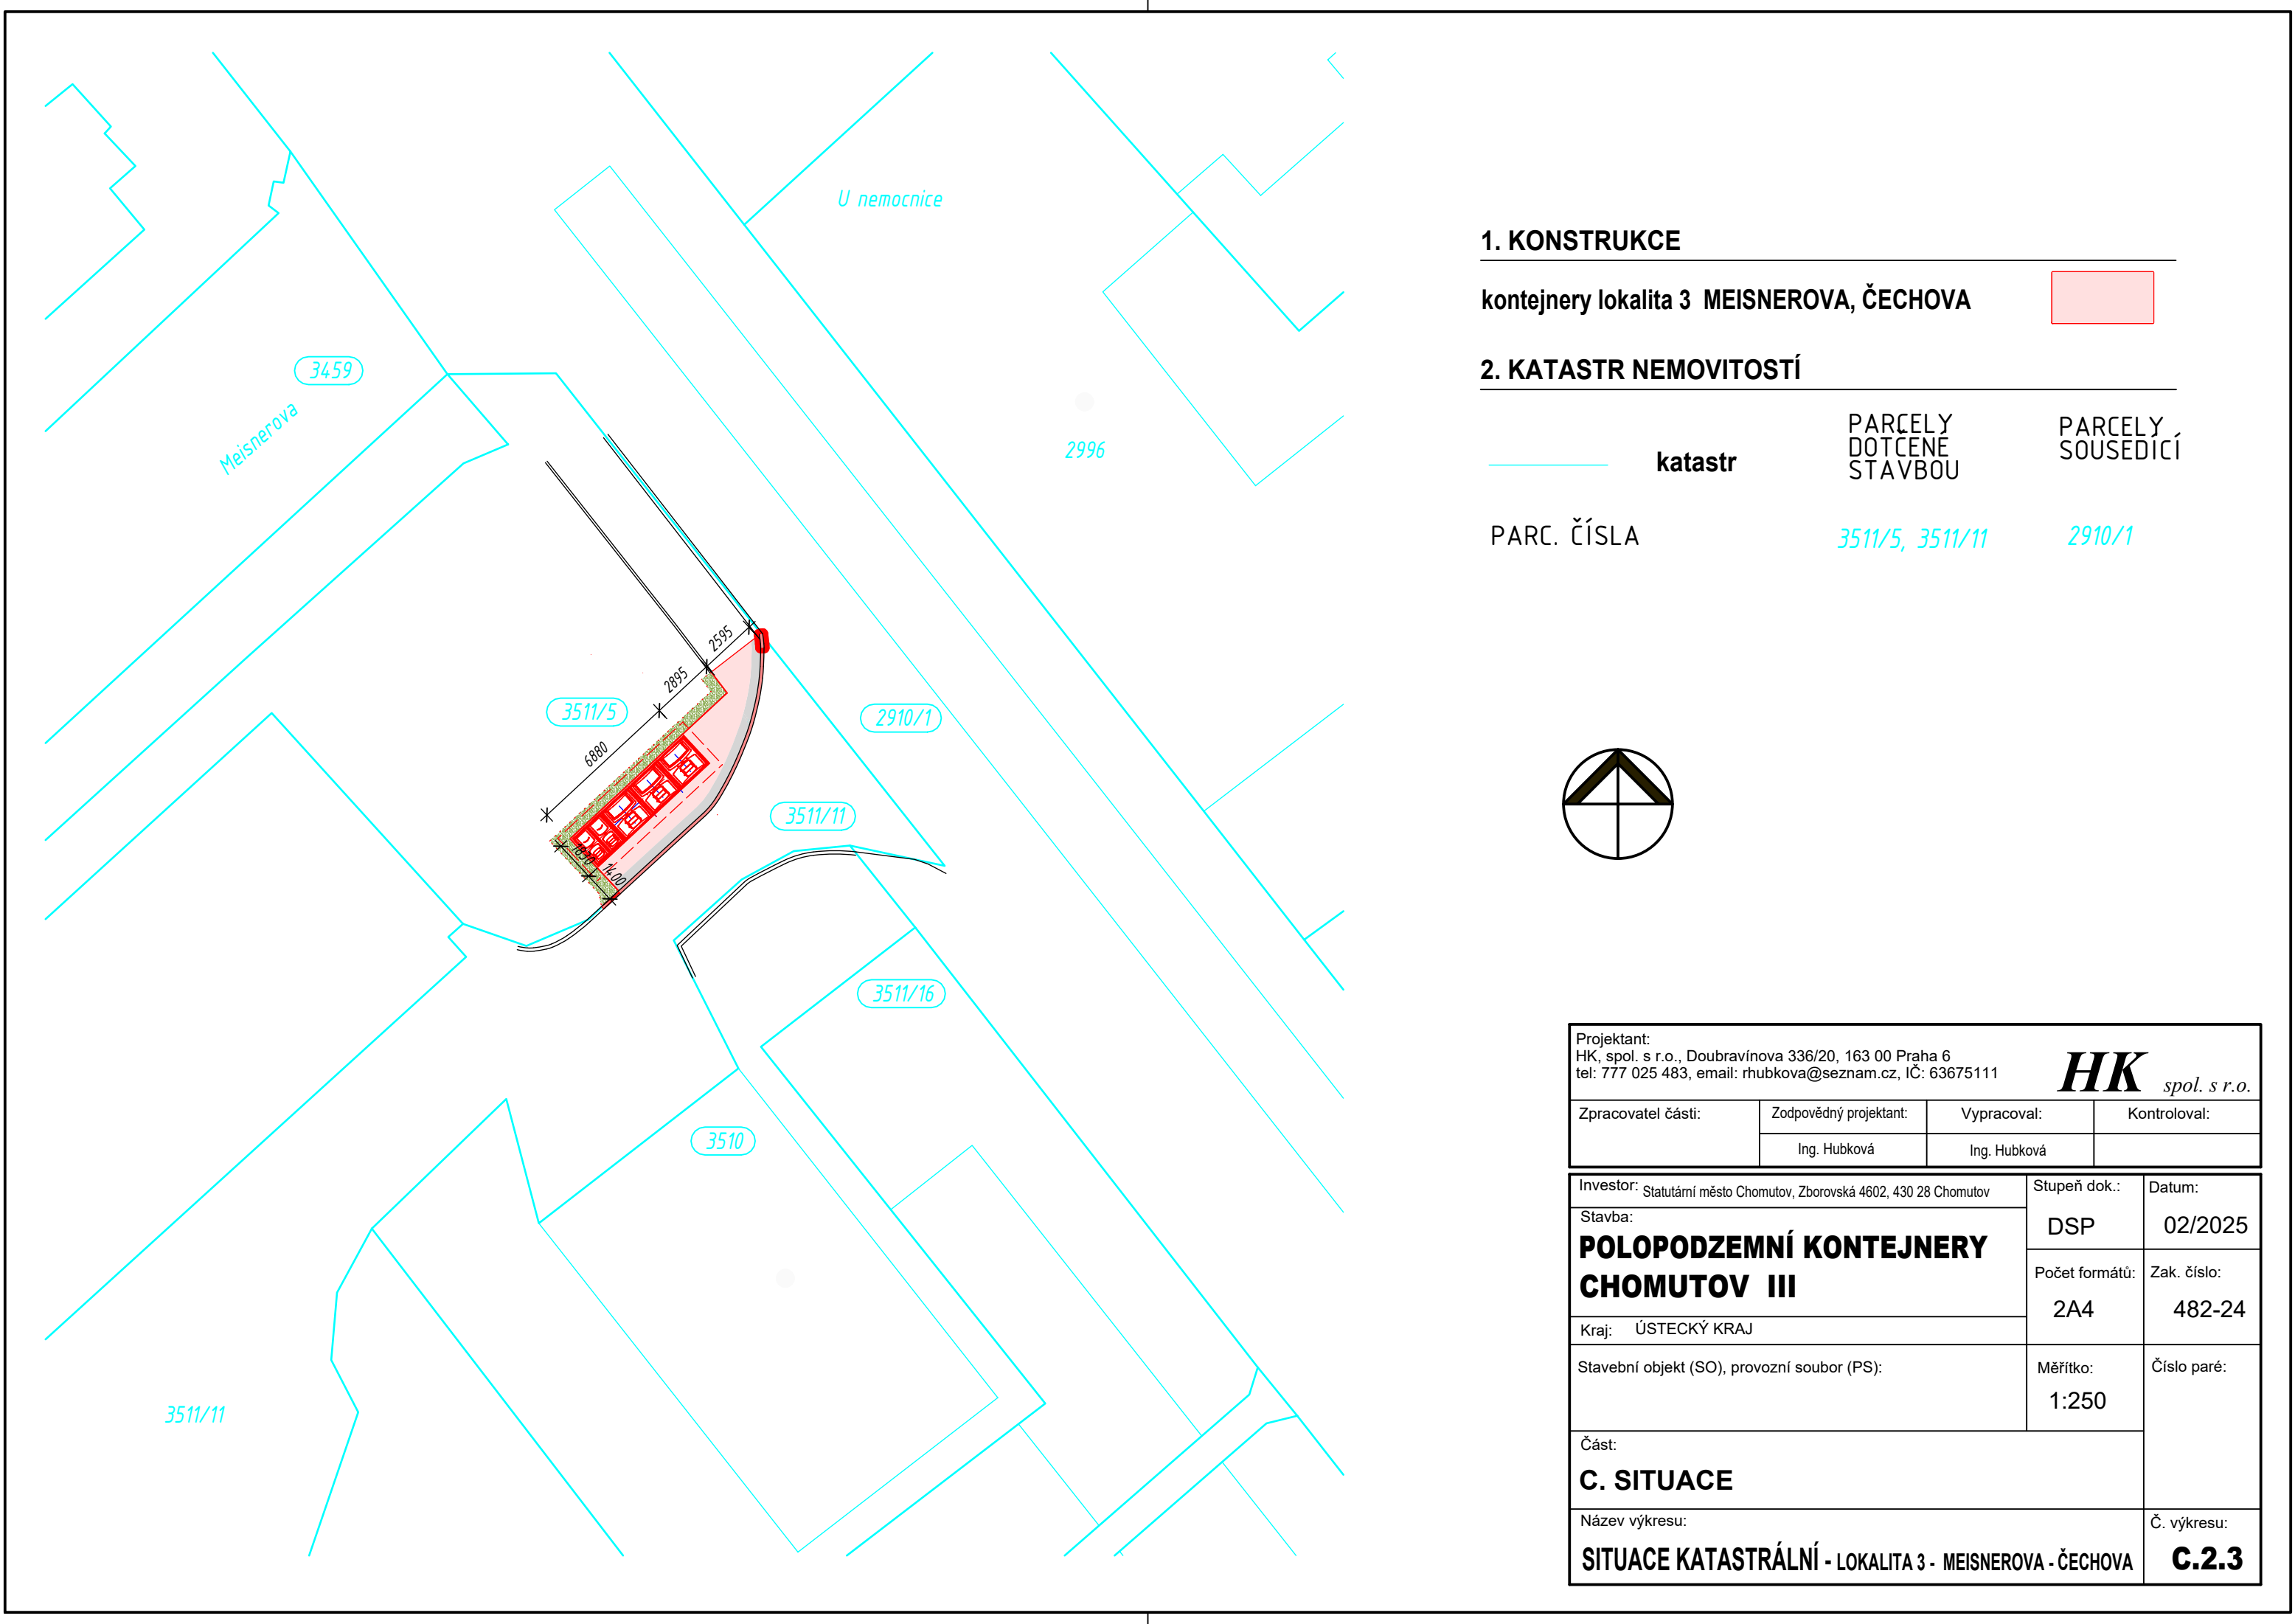 U nemocnice
3459
Meisnerova
2996
2595
2895
3511/5
2910/1
6880
3511/11
1830
1400
3511/16
3510
3511/11
1. KONSTRUKCE
kontejnery lokalita 3 MEISNEROVA, ČECHOVA
2. KATASTR NEMOVITOSTÍ
katastr
PARCELY
DOTČENÉ
STAVBOU
PARCELY
SOUSEDÍCÍ
PARC. ČÍSLA
3511/5, 3511/11
2910/1
Projektant:
HK, spol. s r.o., Doubravínova 336/20, 163 00 Praha 6
tel: 777 025 483, email: rhubkova@seznam.cz, IČ: 63675111
HK spol. s r.o.
Zpracovatel části:
Zodpovědný projektant:
Vypracoval:
Kontroloval:
Ing. Hubková
Ing. Hubková
Investor: Statutární město Chomutov, Zborovská 4602, 430 28 Chomutov
Stupeň dok.:
DSP
Datum:
02/2025
Stavba:
POLOPODZEMNÍ KONTEJNERY
CHOMUTOV III
Počet formátů:
2A4
Zak. číslo:
482-24
Kraj: ÚSTECKÝ KRAJ
Stavební objekt (SO), provozní soubor (PS):
Měřítko:
1:250
Číslo paré:
Část:
C. SITUACE
Název výkresu:
SITUACE KATASTRÁLNÍ - LOKALITA 3 - MEISNEROVA - ČECHOVA
Č. výkresu:
C.2.3